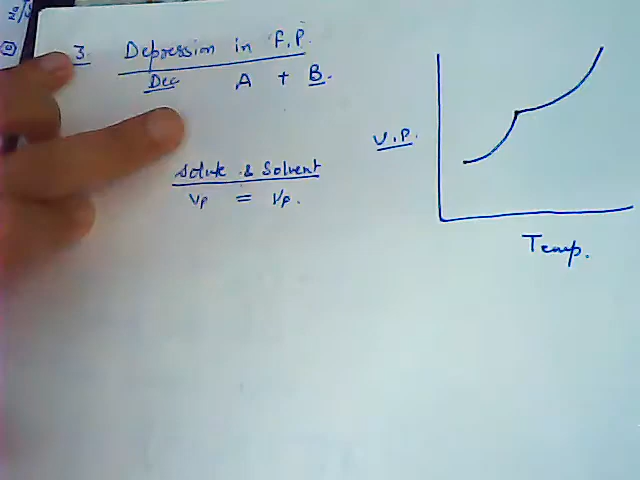 3 Depression in F.P.
Dec A + B.
Solute & Solvent
Vp = Vp.
V.P.
Temp.